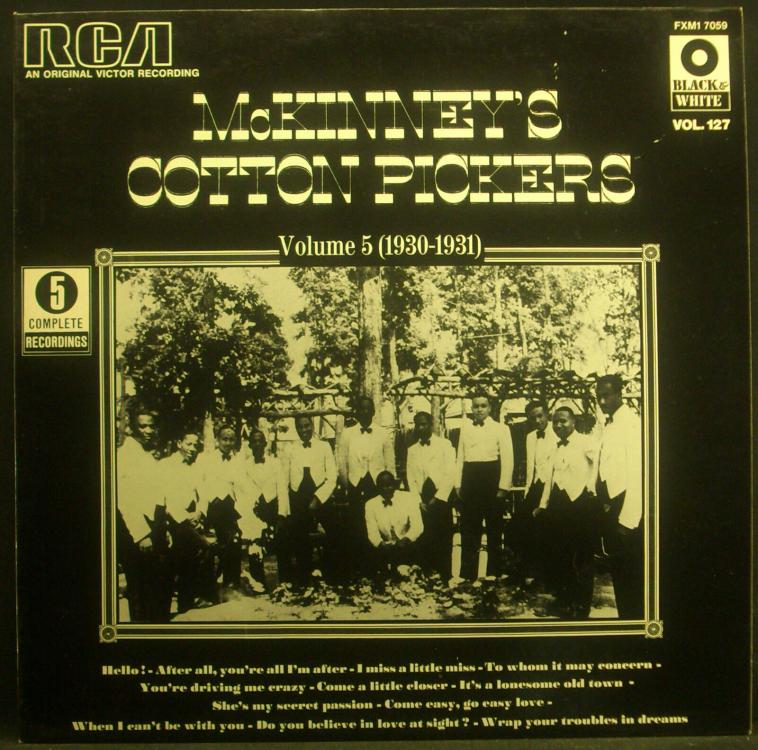 RCA
AN ORIGINAL VICTOR RECORDING
FXM1 7059
BLACK &
WHITE
VOL. 127
McKINNEY'S
COTTON PICKERS
Volume 5 (1930-1931)
5
COMPLETE
RECORDINGS
Hello! - After all, you're all I'm after - I miss a little miss - To whom it may concern -
You're driving me crazy - Come a little closer - It's a lonesome old town -
She's my secret passion - Come easy, go easy love -
When I can't be with you - Do you believe in love at sight? - Wrap your troubles in dreams